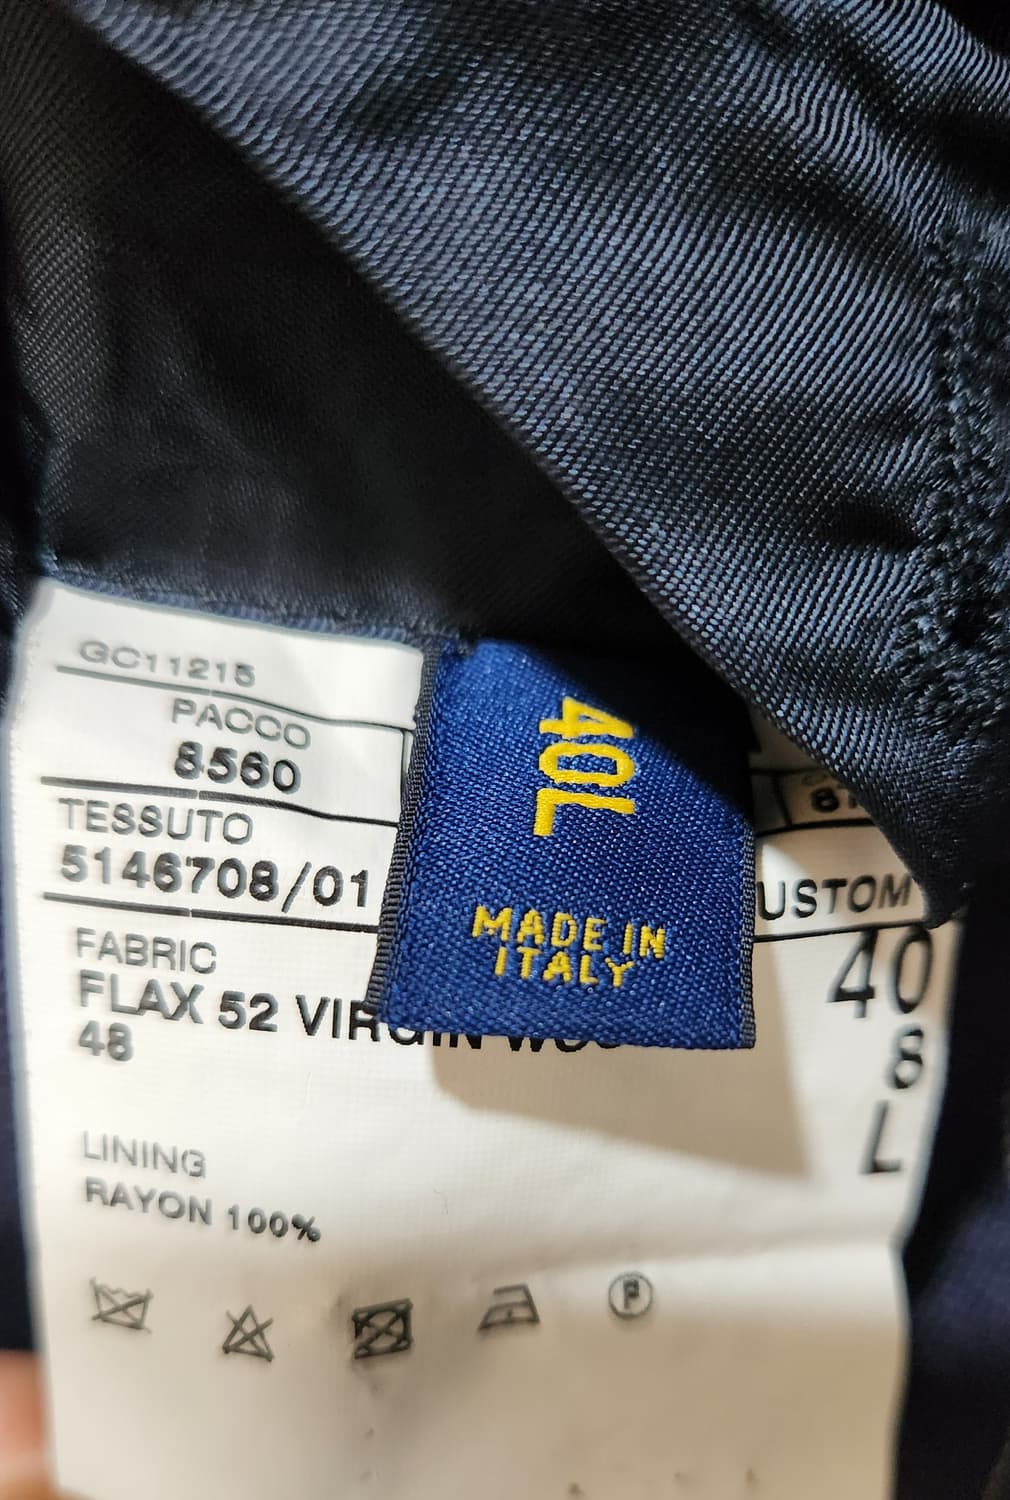 GC11215
PACCO
8560
TESSUTO
5146708/01
FABRIC
FLAX 52 VIRGIN
48
LINING
RAYON 100%
40L
MADE IN
ITALY
USTOM
40
8
L
P